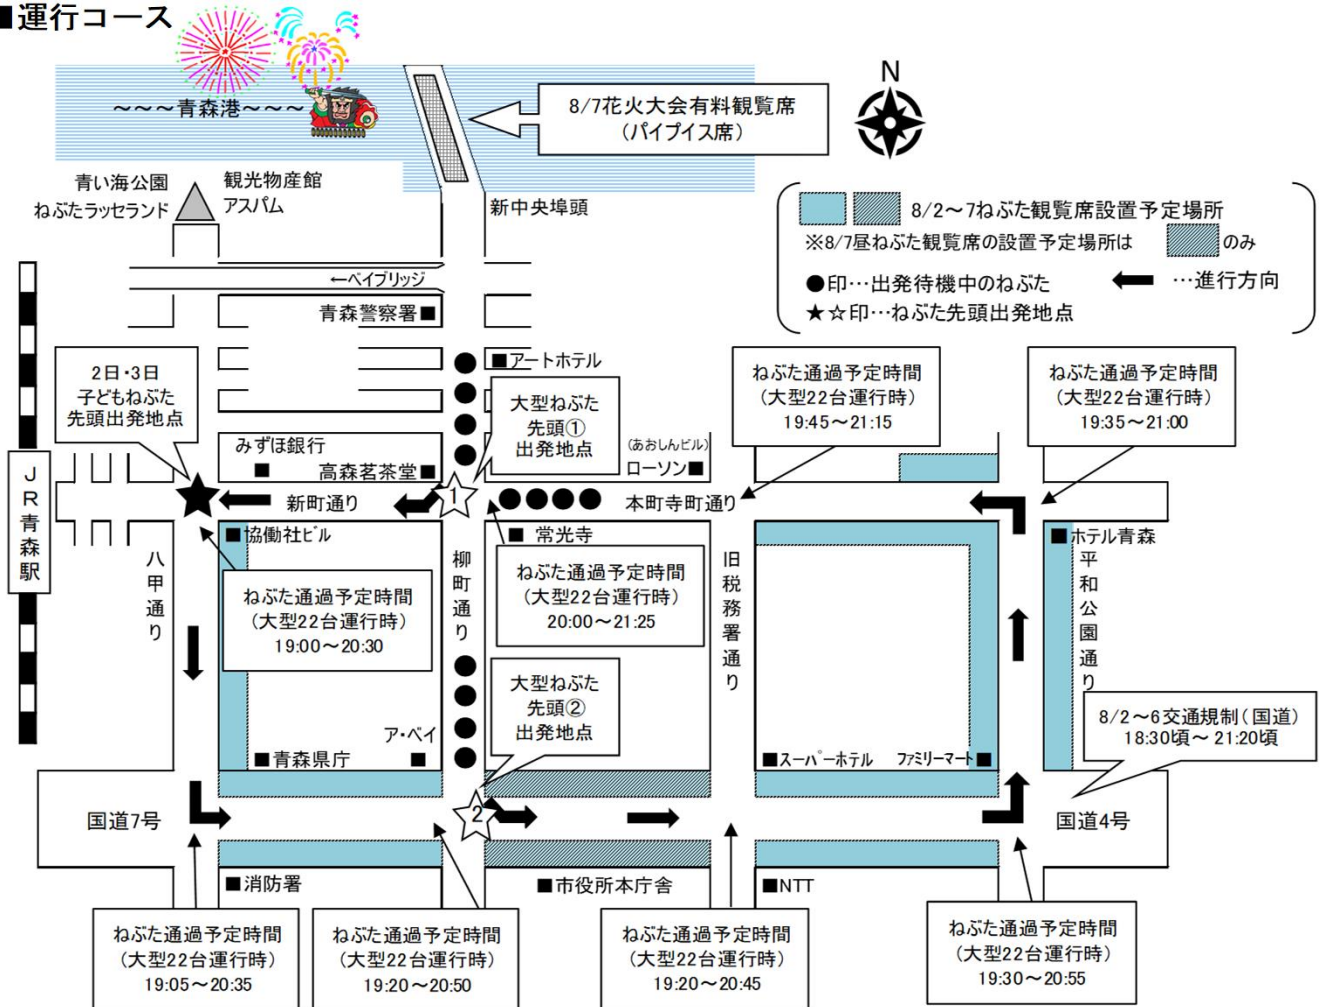 ■運行コース
~~~青森港~~~
8/7花火大会有料観覧席
(パイプイス席)
N
青い海公園
ねぶたラッセランド
観光物産館
アスパム
新中央埠頭
8/2~7ねぶた観覧席設置予定場所
※8/7昼ねぶた観覧席の設置予定場所は のみ
●印…出発待機中のねぶた
…進行方向
★☆印…ねぶた先頭出発地点
←ベイブリッジ
青森警察署■
■アートホテル
2日・3日
子どもねぶた
先頭出発地点
大型ねぶた
先頭①
出発地点
ねぶた通過予定時間
(大型22台運行時)
19:45~21:15
ねぶた通過予定時間
(大型22台運行時)
19:35~21:00
みずほ銀行
■
高森茗茶堂■
(あおしんビル)
ローソン■
JR青森駅
新町通り
1
本町寺町通り
■協働社ビル
■ 常光寺
■ホテル青森
八甲通り
柳町通り
旧税務署通り
平和公園通り
ねぶた通過予定時間
(大型22台運行時)
19:00~20:30
ねぶた通過予定時間
(大型22台運行時)
20:00~21:25
大型ねぶた
先頭②
出発地点
8/2~6交通規制(国道)
18:30頃~21:20頃
ア・ベイ
■
■青森県庁
■スーパーホテル
ファミリーマート■
国道7号
2
国道4号
■消防署
■市役所本庁舎
■NTT
ねぶた通過予定時間
(大型22台運行時)
19:05~20:35
ねぶた通過予定時間
(大型22台運行時)
19:20~20:50
ねぶた通過予定時間
(大型22台運行時)
19:20~20:45
ねぶた通過予定時間
(大型22台運行時)
19:30~20:55